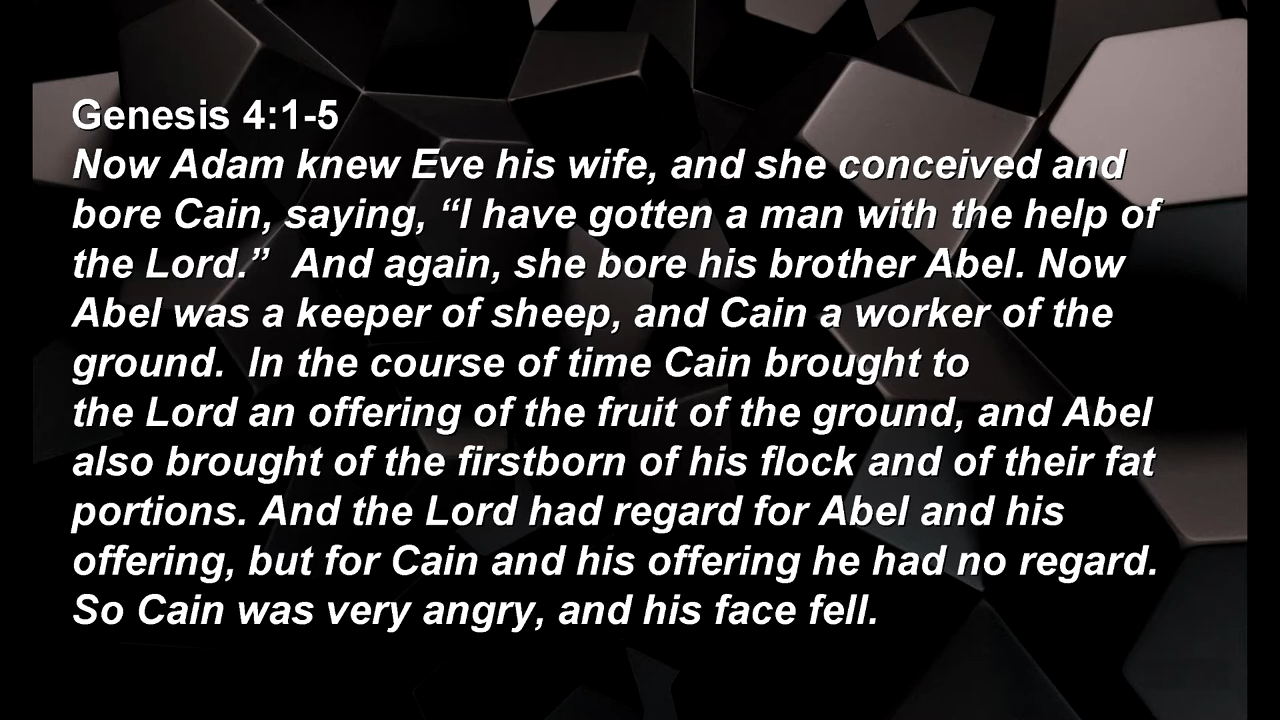 Genesis 4:1-5
Now Adam knew Eve his wife, and she conceived and
bore Cain, saying, “I have gotten a man with the help of
the Lord.”  And again, she bore his brother Abel. Now
Abel was a keeper of sheep, and Cain a worker of the
ground.  In the course of time Cain brought to
the Lord an offering of the fruit of the ground, and Abel
also brought of the firstborn of his flock and of their fat
portions. And the Lord had regard for Abel and his
offering, but for Cain and his offering he had no regard.
So Cain was very angry, and his face fell.